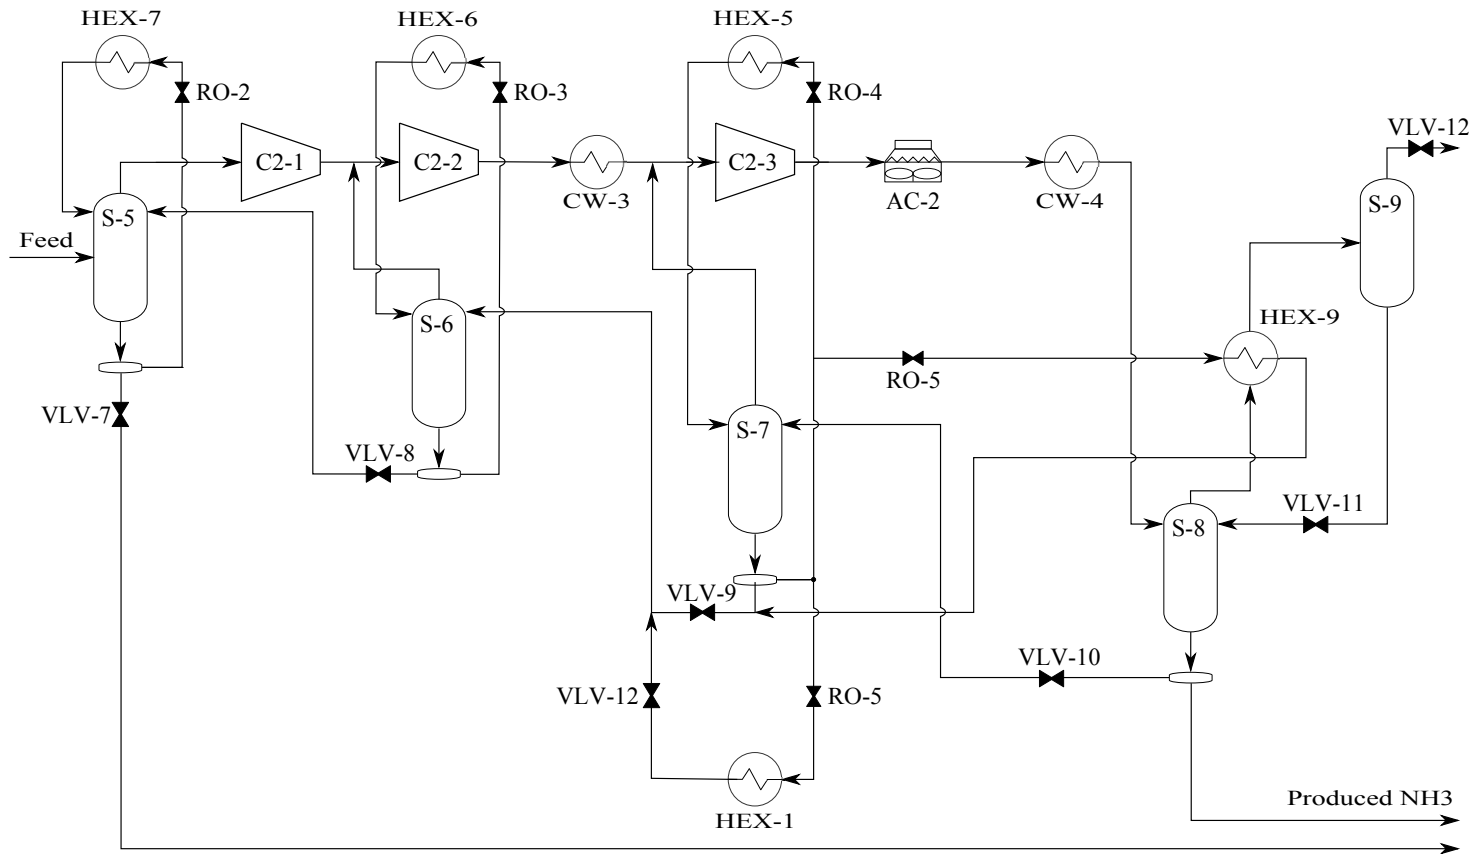 HEX-7
HEX-6
HEX-5
RO-2
RO-3
RO-4
VLV-12
C2-1
C2-2
C2-3
CW-3
AC-2
CW-4
S-9
S-5
Feed
S-6
HEX-9
RO-5
VLV-7
S-7
VLV-8
VLV-11
S-8
VLV-9
VLV-10
VLV-12
RO-5
Produced NH3
HEX-1